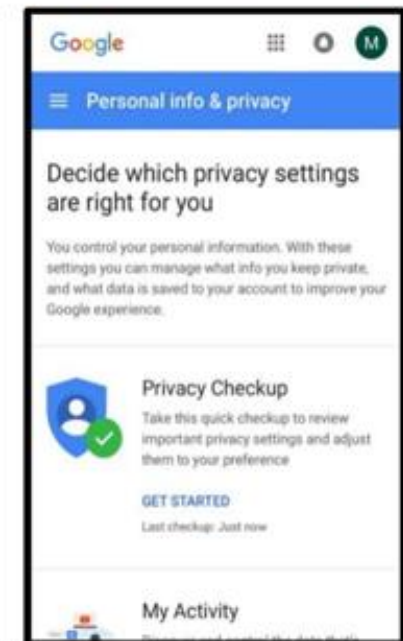 Google
M
Personal info & privacy
Decide which privacy settings
are right for you
You control your personal information. With these
settings you can manage what info you keep private,
and what data is saved to your account to improve your
Google experience.
Privacy Checkup
Take this quick checkup to review
important privacy settings and adjust
them to your preference
GET STARTED
Last checkup: Just now
My Activity